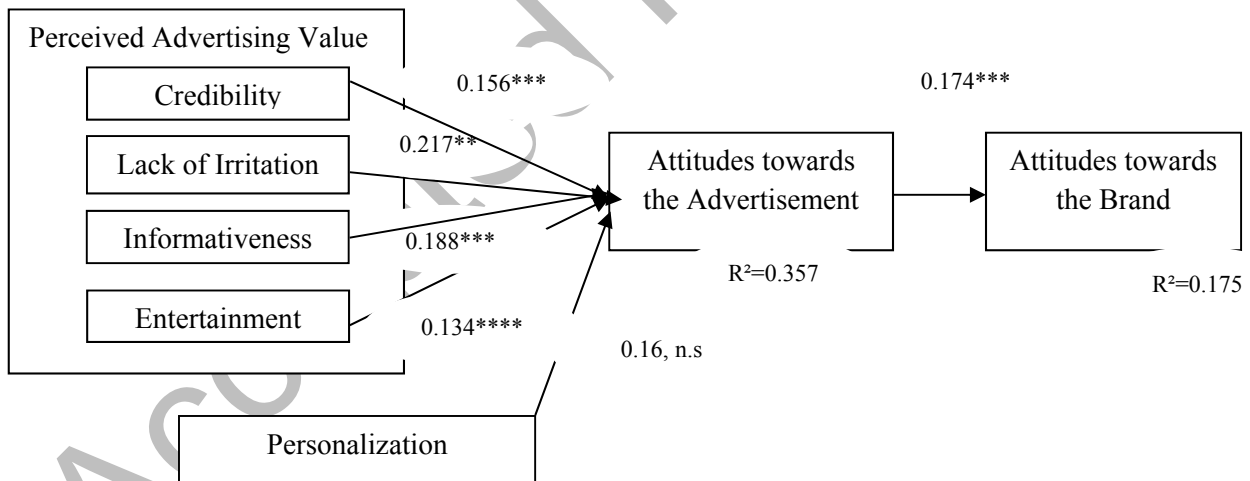 Perceived Advertising Value
Credibility
0.156***
0.174***
Lack of Irritation
0.217**
Attitudes towards
the Advertisement
Attitudes towards
the Brand
Informativeness
0.188***
R²=0.357
R²=0.175
Entertainment
0.134****
0.16, n.s
Personalization